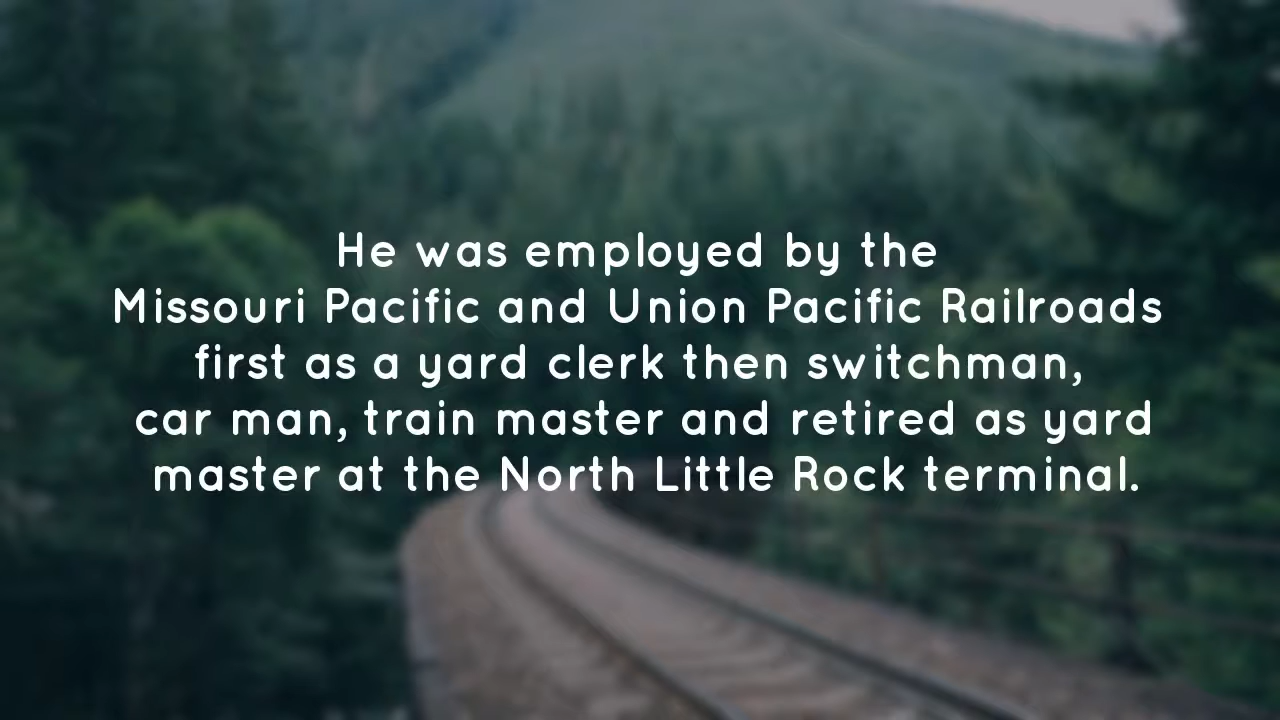 He was employed by the
Missouri Pacific and Union Pacific Railroads
first as a yard clerk then switchman,
car man, train master and retired as yard
master at the North Little Rock terminal.